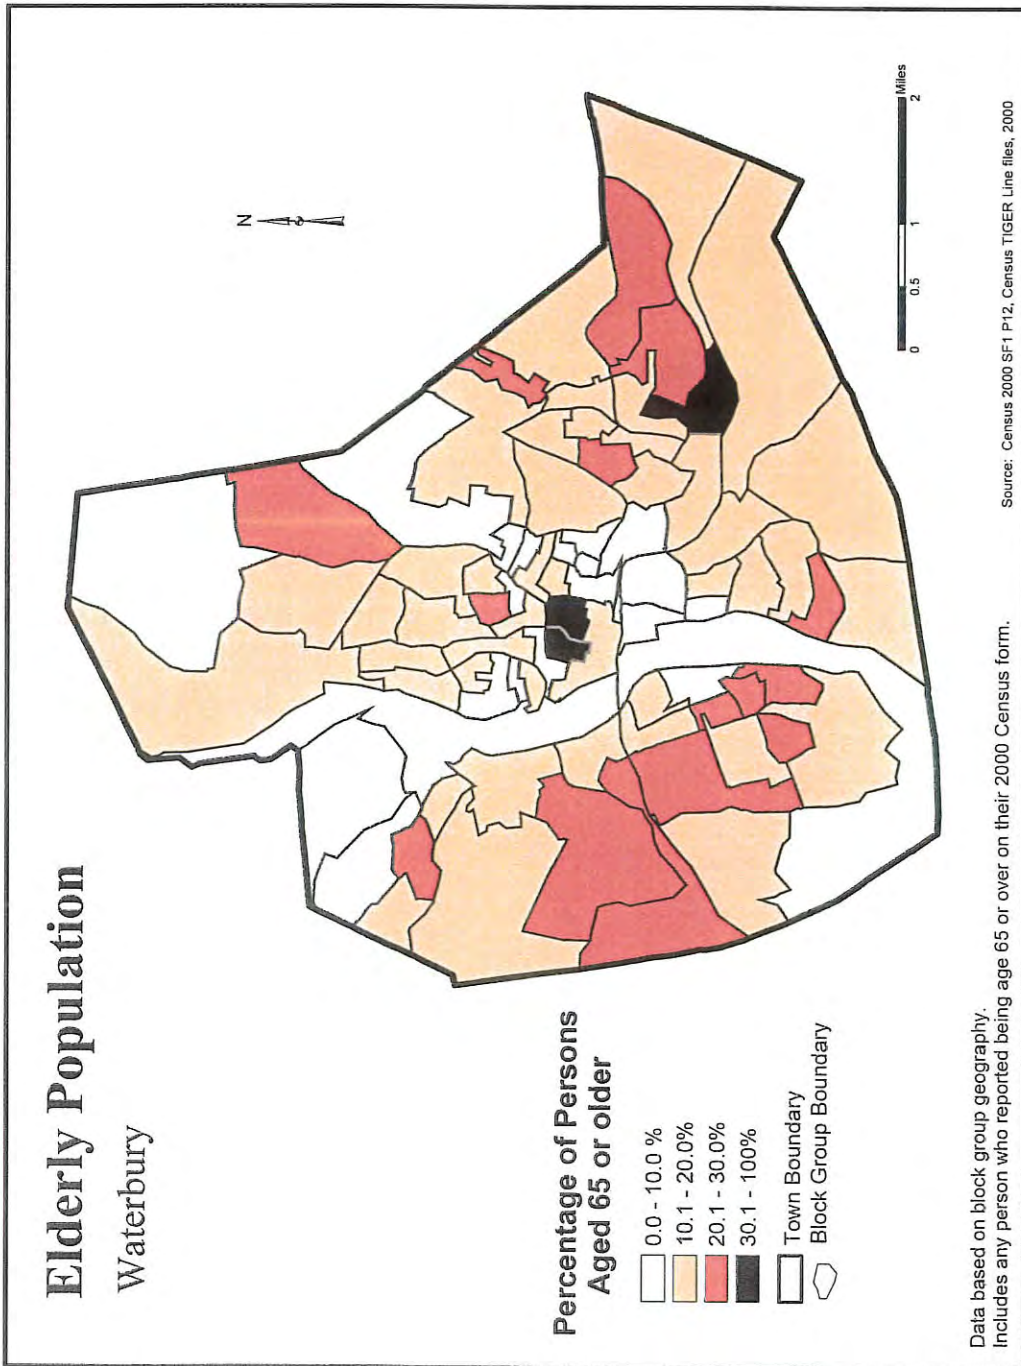 Elderly Population
Waterbury
N
Percentage of Persons
Aged 65 or older
0.0 - 10.0 %
10.1 - 20.0%
20.1 - 30.0%
30.1 - 100%
Town Boundary
Block Group Boundary
0 0.5 1 2
Miles
Data based on block group geography.
Includes any person who reported being age 65 or over on their 2000 Census form.
Source: Census 2000 SF1 P12, Census TIGER Line files, 2000